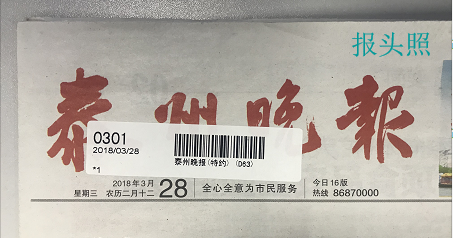 报头照
泰州晚報
0301
2018/03/28
泰州晚报(特约) (D63)
*1
2018年3月
星期三 农历二月十二
28
全心全意为市民服务
今日16版
热线 86870000